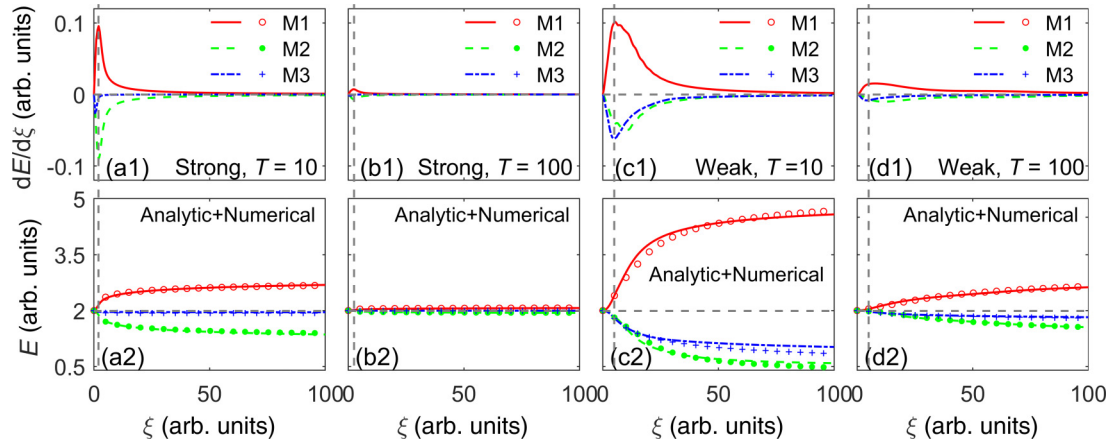 dE/dξ (arb. units)
0.1
0
-0.1
M1
M2
M3
(a1)
Strong, T = 10
M1
M2
M3
(b1)
Strong, T = 100
M1
M2
M3
(c1)
Weak, T = 10
M1
M2
M3
(d1)
Weak, T = 100
E (arb. units)
5
3.5
2
0.5
Analytic+Numerical
(a2)
Analytic+Numerical
(b2)
Analytic+Numerical
(c2)
Analytic+Numerical
(d2)
0 50 100 0 50 100 0 50 100 0 50 100
ξ (arb. units) ξ (arb. units) ξ (arb. units) ξ (arb. units)